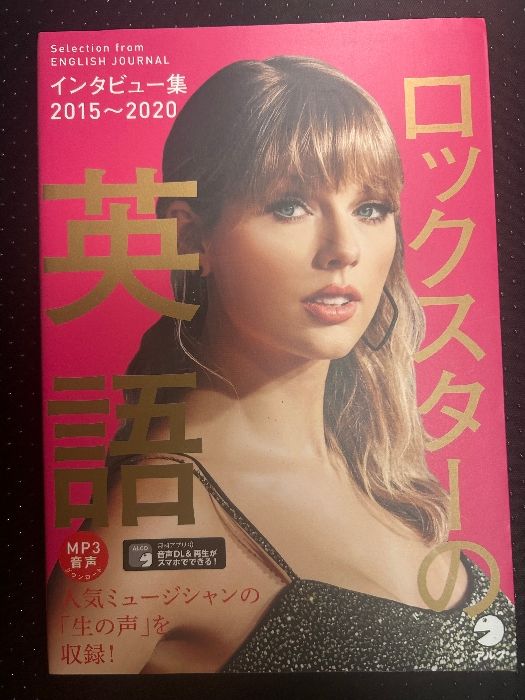 Selection from
ENGLISH JOURNAL
インタビュー集
2015～2020
ロックスターの
英語
MP3
音声
ダウンロード
ALCO
音声DL&再生が
スマホでできる!
人気ミュージシャンの
「生の声」を
収録!
アルク